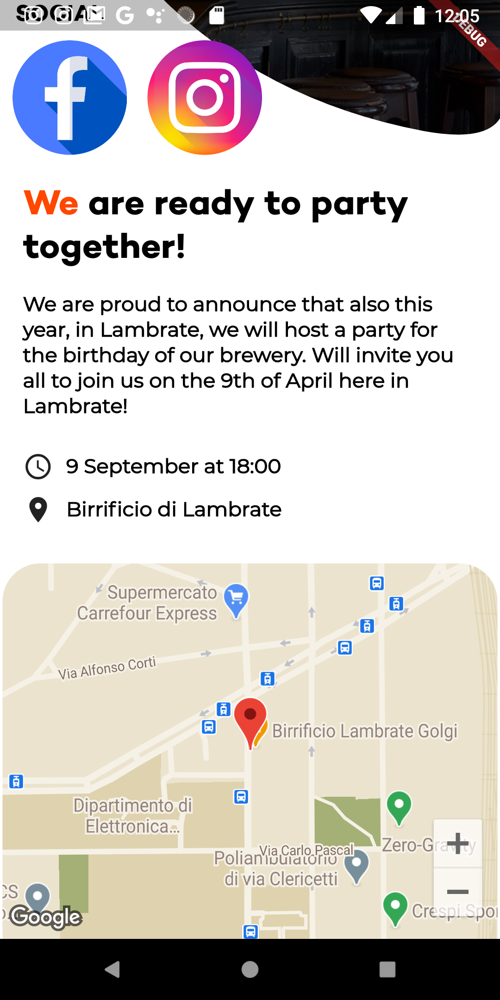 SOCIAL
12:05
DEBUG
We are ready to party
together!
We are proud to announce that also this
year, in Lambrate, we will host a party for
the birthday of our brewery. Will invite you
all to join us on the 9th of April here in
Lambrate!
9 September at 18:00
Birrificio di Lambrate
Supermercato
Carrefour Express
Via Alfonso Corti
Birrificio Lambrate Golgi
Dipartimento di
Elettronica...
Zero-Gravity
Via Carlo Pascal
Poliambulatorio
di via Clericetti
CS
Crespi Spor
Google